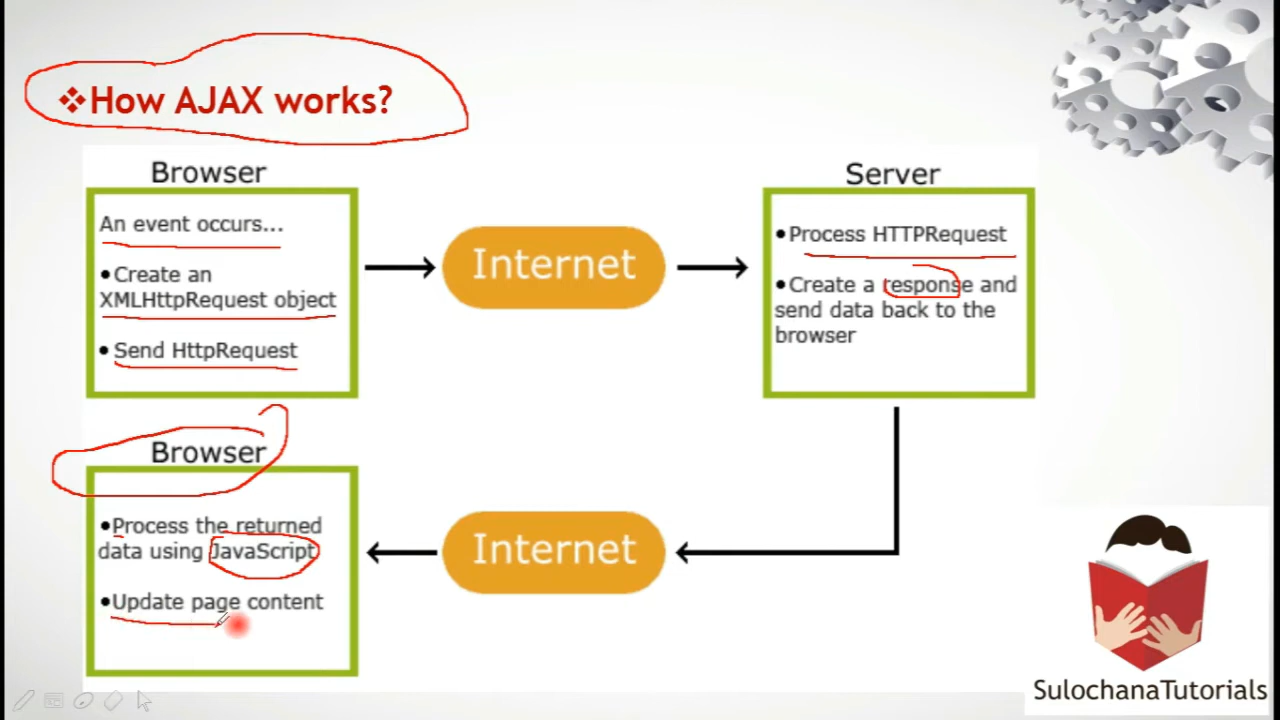 ❖How AJAX works?
Browser
An event occurs...
•Create an
XMLHttpRequest object
• Send HttpRequest
Internet
Server
•Process HTTPRequest
•Create a response and
send data back to the
browser
Internet
Browser
•Process the returned
data using JavaScript
•Update page content
SulochanaTutorials